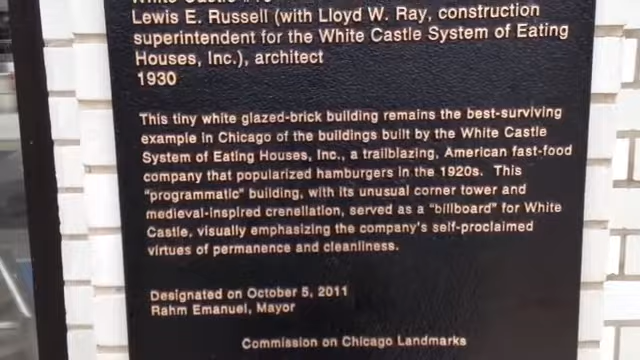 White Castle #16
Lewis E. Russell (with Lloyd W. Ray, construction
superintendent for the White Castle System of Eating
Houses, Inc.), architect
1930
This tiny white glazed-brick building remains the best-surviving
example in Chicago of the buildings built by the White Castle
System of Eating Houses, Inc., a trailblazing, American fast-food
company that popularized hamburgers in the 1920s. This
"programmatic" building, with its unusual corner tower and
medieval-inspired crenellation, served as a "billboard" for White
Castle, visually emphasizing the company's self-proclaimed
virtues of permanence and cleanliness.
Designated on October 5, 2011
Rahm Emanuel, Mayor
Commission on Chicago Landmarks